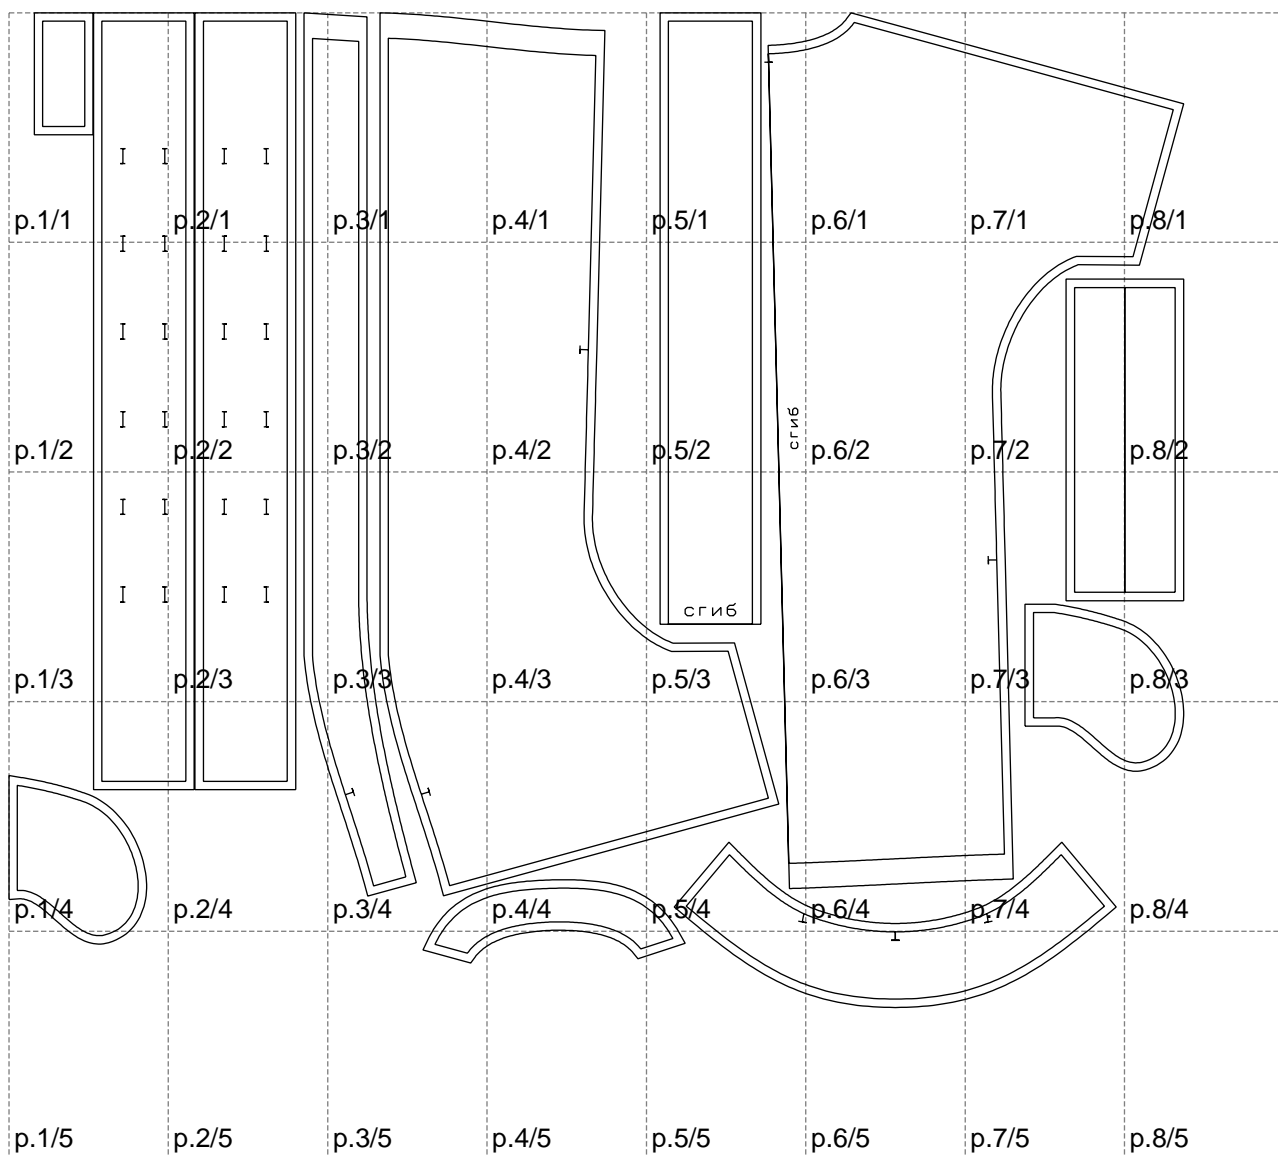 p.1/1 p.2/1 p.3/1 p.4/1 p.5/1 p.6/1 p.7/1 p.8/1
сгиб
p.1/2 p.2/2 p.3/2 p.4/2 p.5/2 p.6/2 p.7/2 p.8/2
сгиб
p.1/3 p.2/3 p.3/3 p.4/3 p.5/3 p.6/3 p.7/3 p.8/3
p.1/4 p.2/4 p.3/4 p.4/4 p.5/4 p.6/4 p.7/4 p.8/4
p.1/5 p.2/5 p.3/5 p.4/5 p.5/5 p.6/5 p.7/5 p.8/5